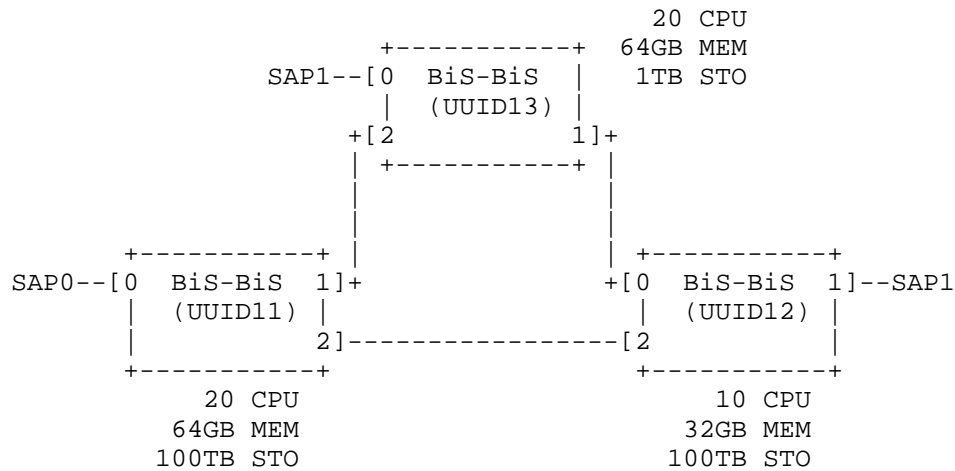 20 CPU
                           +-----------+  64GB MEM
                  SAP1--[0  BiS-BiS  |   1TB STO
                           |  (UUID13) |
                        +[2           1]+
                        |  +-----------+ |
                        |                |
                        |                |
                        |                |
         +-----------+  |                |  +-----------+
 SAP0--[0  BiS-BiS  1]+                +[0  BiS-BiS  1]--SAP1
         |  (UUID11) |                      |  (UUID12) |
         |           2]-----------------[2           |
         +-----------+                      +-----------+
              20 CPU                             10 CPU
            64GB MEM                           32GB MEM
           100TB STO                          100TB STO